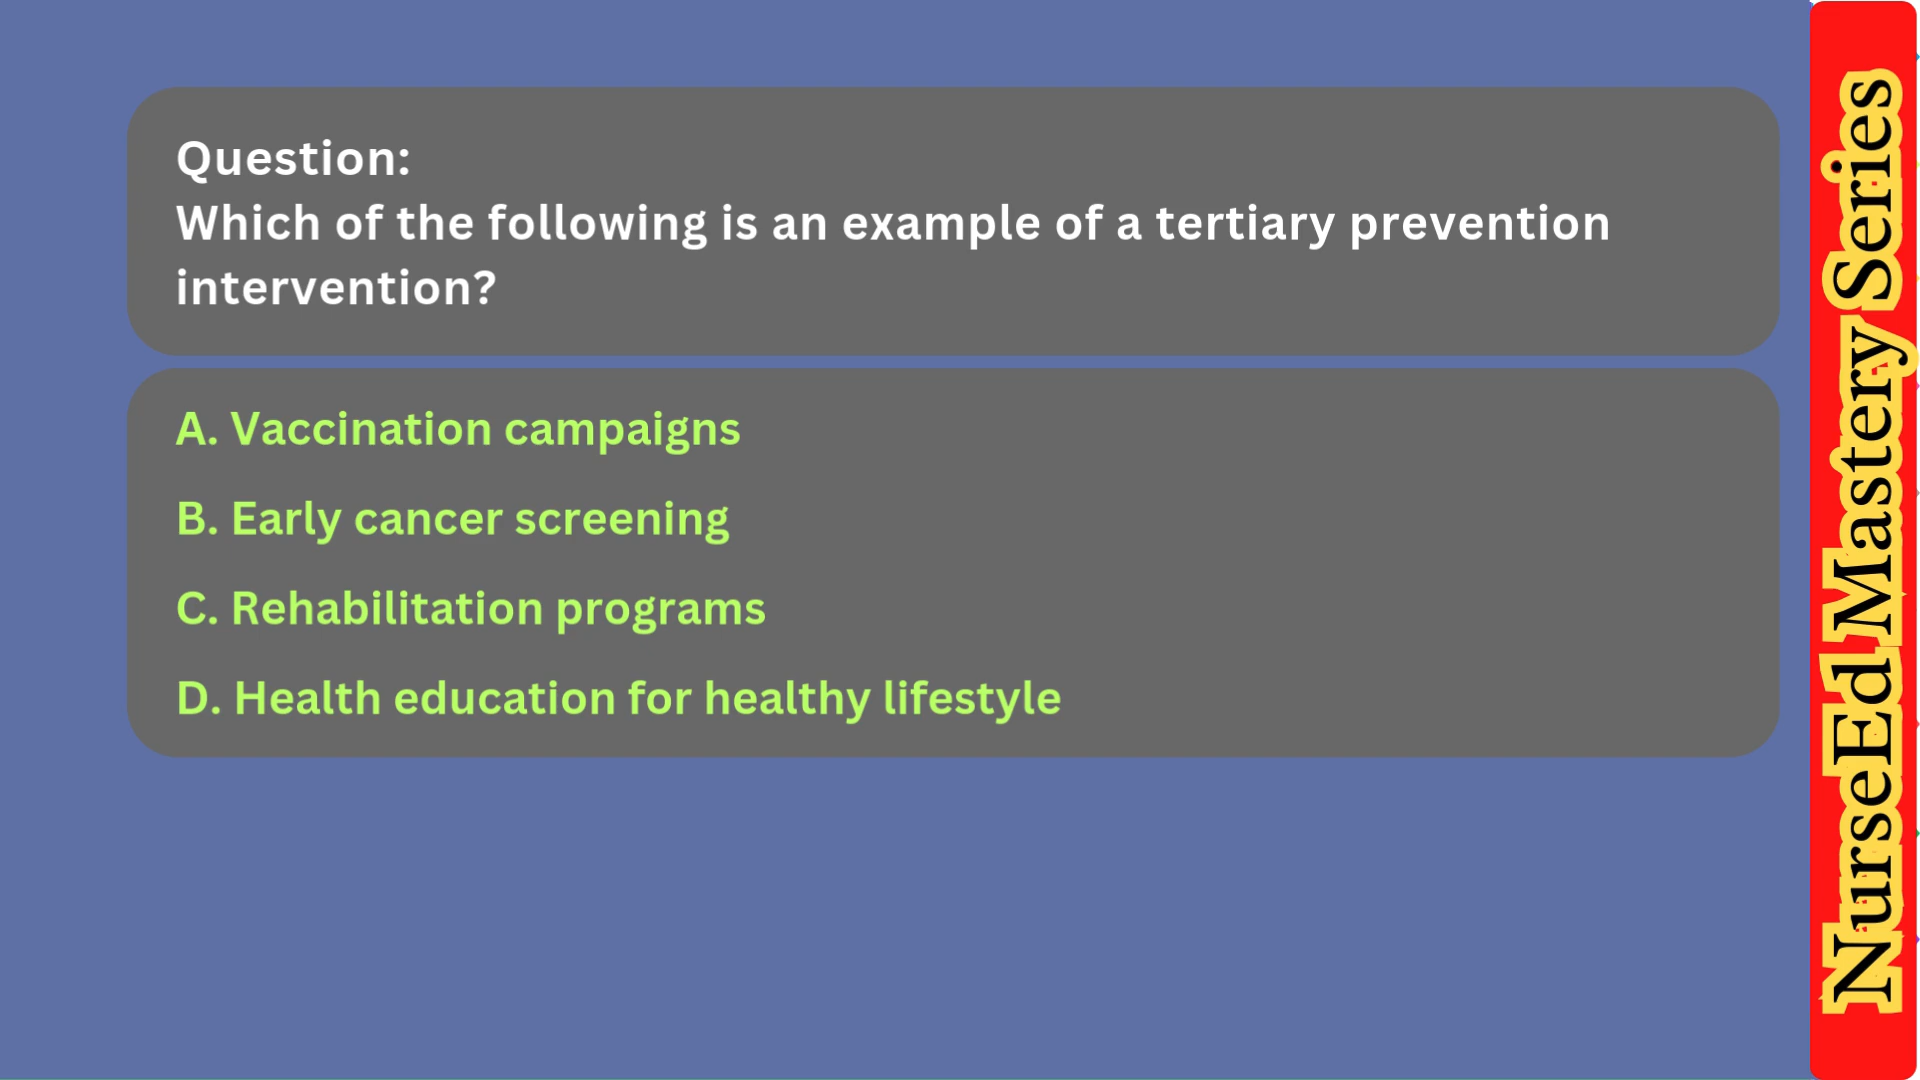 Question:
Which of the following is an example of a tertiary prevention
intervention?
A. Vaccination campaigns
B. Early cancer screening
C. Rehabilitation programs
D. Health education for healthy lifestyle
NurseEd Mastery Series